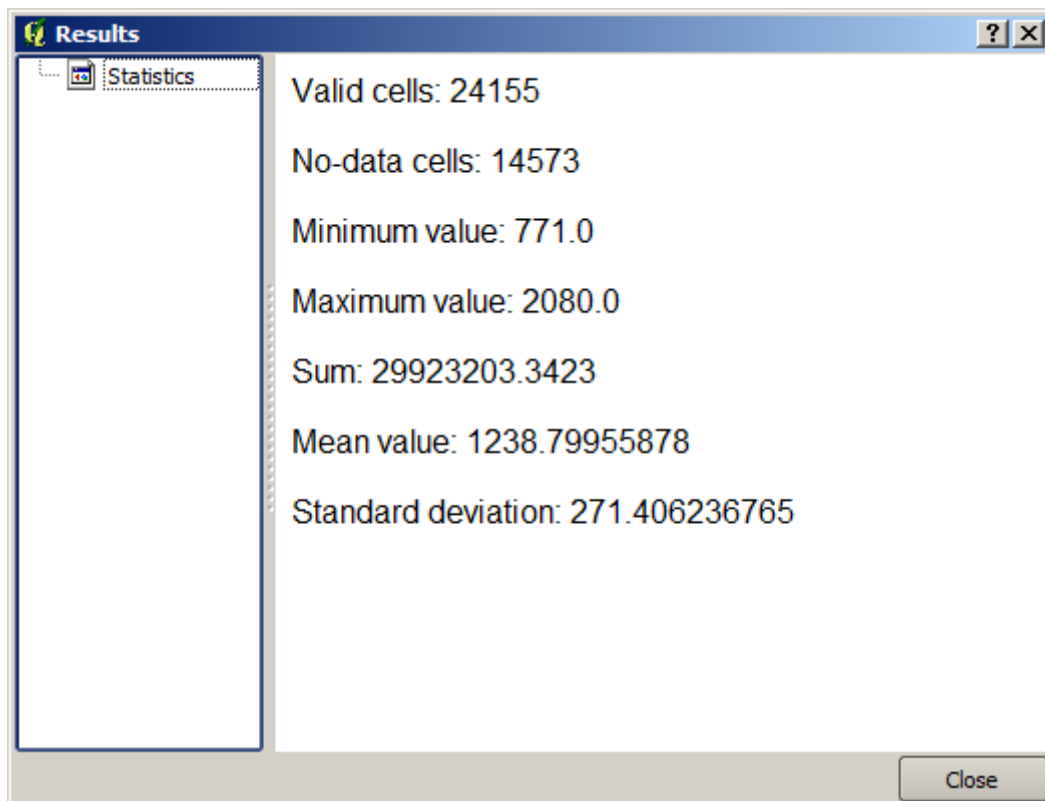 Results
Statistics
Valid cells: 24155
No-data cells: 14573
Minimum value: 771.0
Maximum value: 2080.0
Sum: 29923203.3423
Mean value: 1238.79955878
Standard deviation: 271.406236765
Close